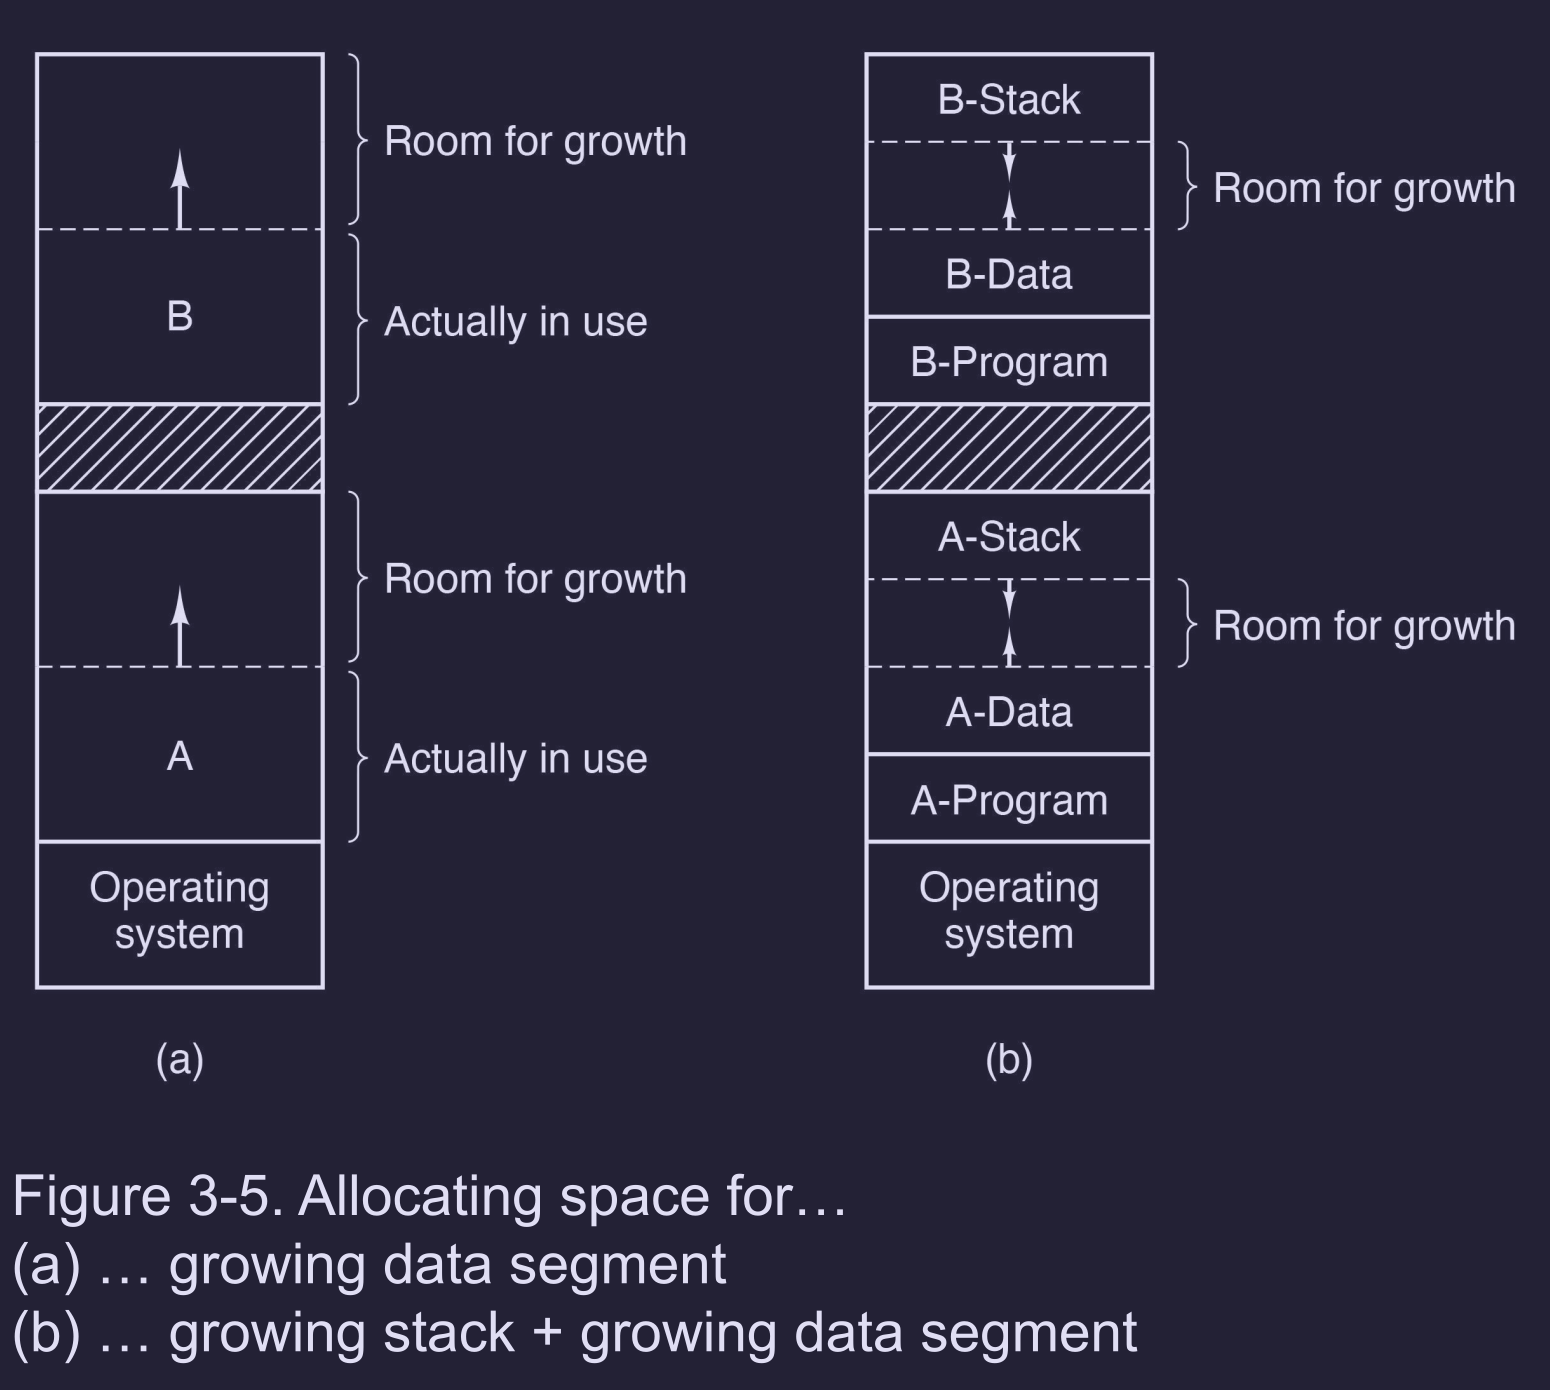 Room for growth
B
Actually in use
Room for growth
A
Actually in use
Operating
system
(a)
B-Stack
Room for growth
B-Data
B-Program
A-Stack
Room for growth
A-Data
A-Program
Operating
system
(b)
Figure 3-5. Allocating space for…
(a) … growing data segment
(b) … growing stack + growing data segment